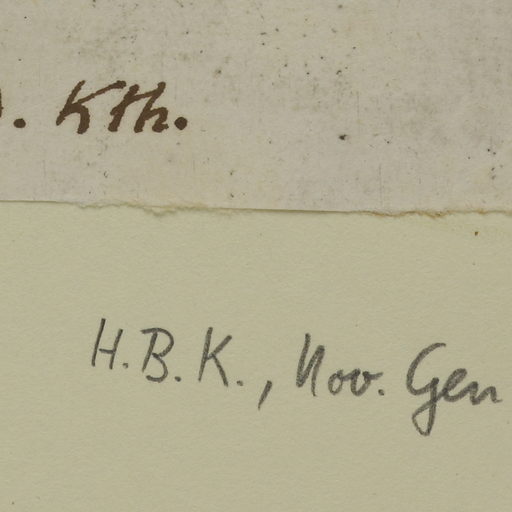 . Kth.
H.B.K., Nov. Gen